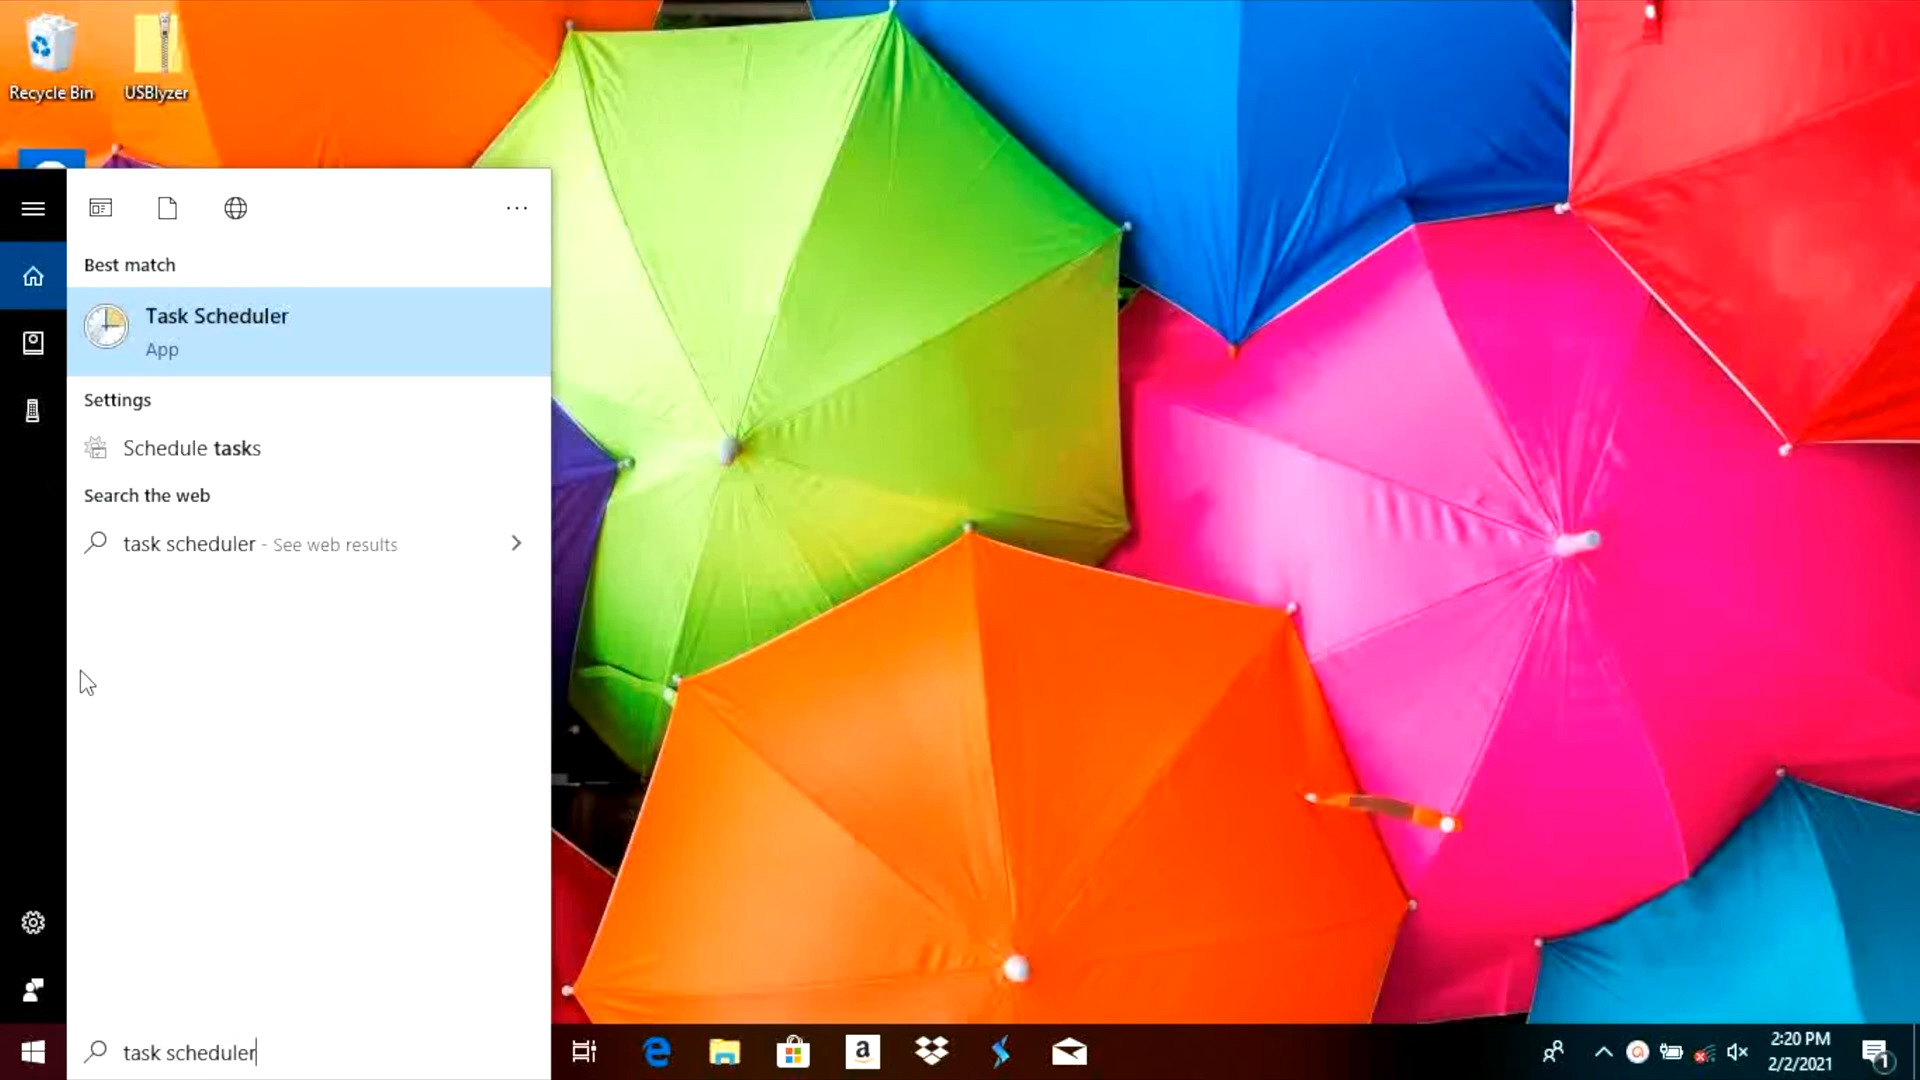 Recycle Bin
USBlyzer
Best match
Task Scheduler
App
Settings
Schedule tasks
Search the web
task scheduler - See web results
task scheduler
a
2:20 PM
2/2/2021
1